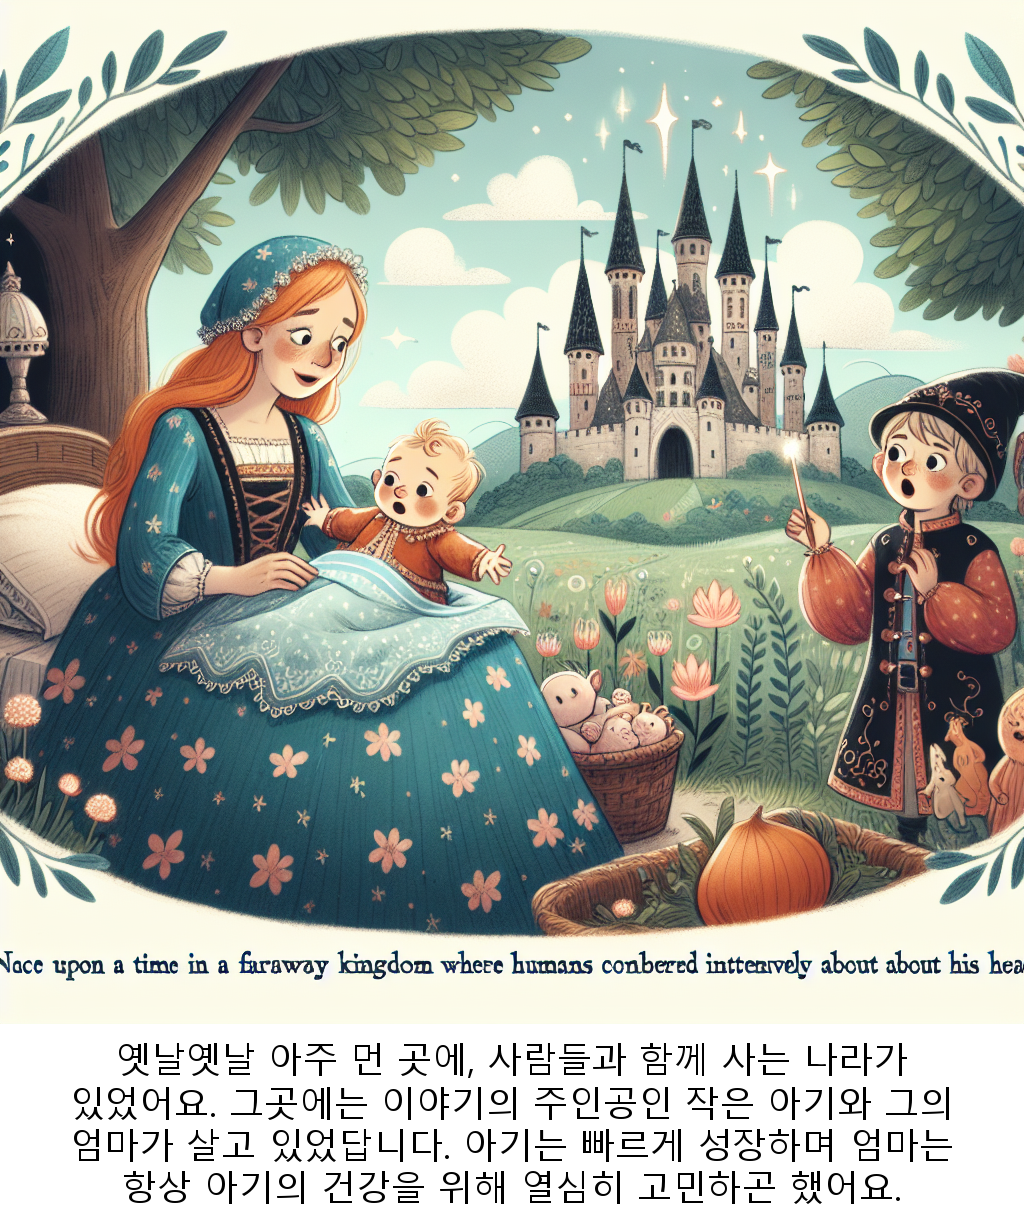 Nace upon a time in a faraway kingdom where humans conbered inttenrvely about about his hea
옛날옛날 아주 먼 곳에, 사람들과 함께 사는 나라가
있었어요. 그곳에는 이야기의 주인공인 작은 아기와 그의
엄마가 살고 있었답니다. 아기는 빠르게 성장하며 엄마는
항상 아기의 건강을 위해 열심히 고민하곤 했어요.